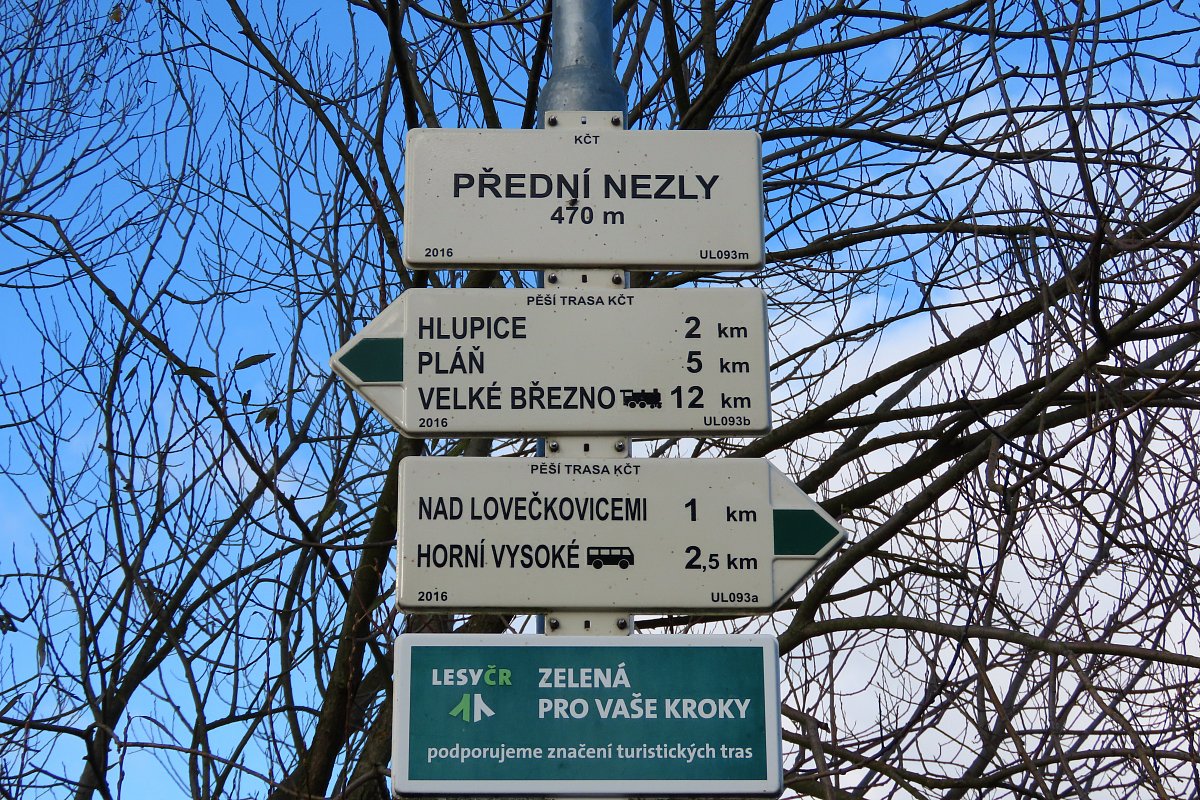 KČT
PŘEDNÍ NEZLY
470 m
2016 UL093m
PĚŠÍ TRASA KČT
HLUPICE 2 km
PLÁŇ 5 km
VELKÉ BŘEZNO 12 km
2016 UL093b
PĚŠÍ TRASA KČT
NAD LOVEČKOVICEMI 1 km
HORNÍ VYSOKÉ 2,5 km
2016 UL093a
LESYČR ZELENÁ
PRO VAŠE KROKY
podporujeme značení turistických tras